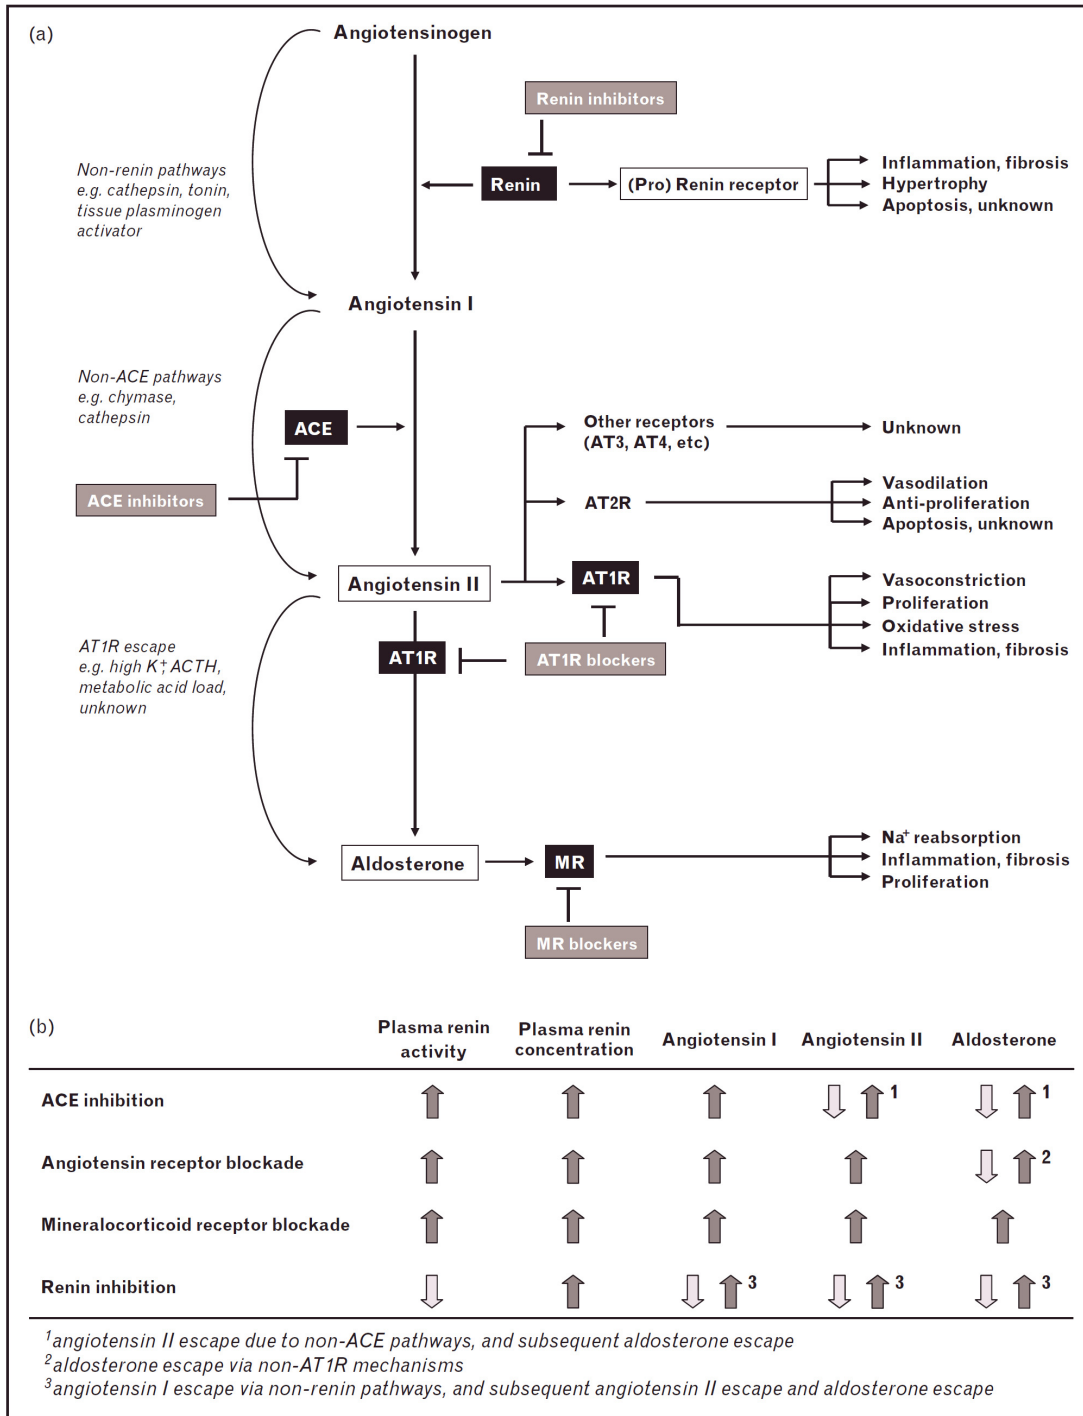 (a)
Angiotensinogen
Renin inhibitors
Non-renin pathways
e.g. cathepsin, tonin,
tissue plasminogen
activator
Renin
(Pro) Renin receptor
Inflammation, fibrosis
Hypertrophy
Apoptosis, unknown
Angiotensin I
Non-ACE pathways
e.g. chymase,
cathepsin
ACE
ACE inhibitors
Other receptors
(AT3, AT4, etc)
Unknown
AT2R
Vasodilation
Anti-proliferation
Apoptosis, unknown
Angiotensin II
AT1R
Vasoconstriction
Proliferation
Oxidative stress
Inflammation, fibrosis
AT1R escape
e.g. high K⁺, ACTH,
metabolic acid load,
unknown
AT1R
AT1R blockers
Aldosterone
MR
Na⁺ reabsorption
Inflammation, fibrosis
Proliferation
MR blockers
(b)
Plasma renin
activity
Plasma renin
concentration
Angiotensin I
Angiotensin II
Aldosterone
ACE inhibition
1
1
Angiotensin receptor blockade
2
Mineralocorticoid receptor blockade
Renin inhibition
3
3
3
¹angiotensin II escape due to non-ACE pathways, and subsequent aldosterone escape
²aldosterone escape via non-AT1R mechanisms
³angiotensin I escape via non-renin pathways, and subsequent angiotensin II escape and aldosterone escape